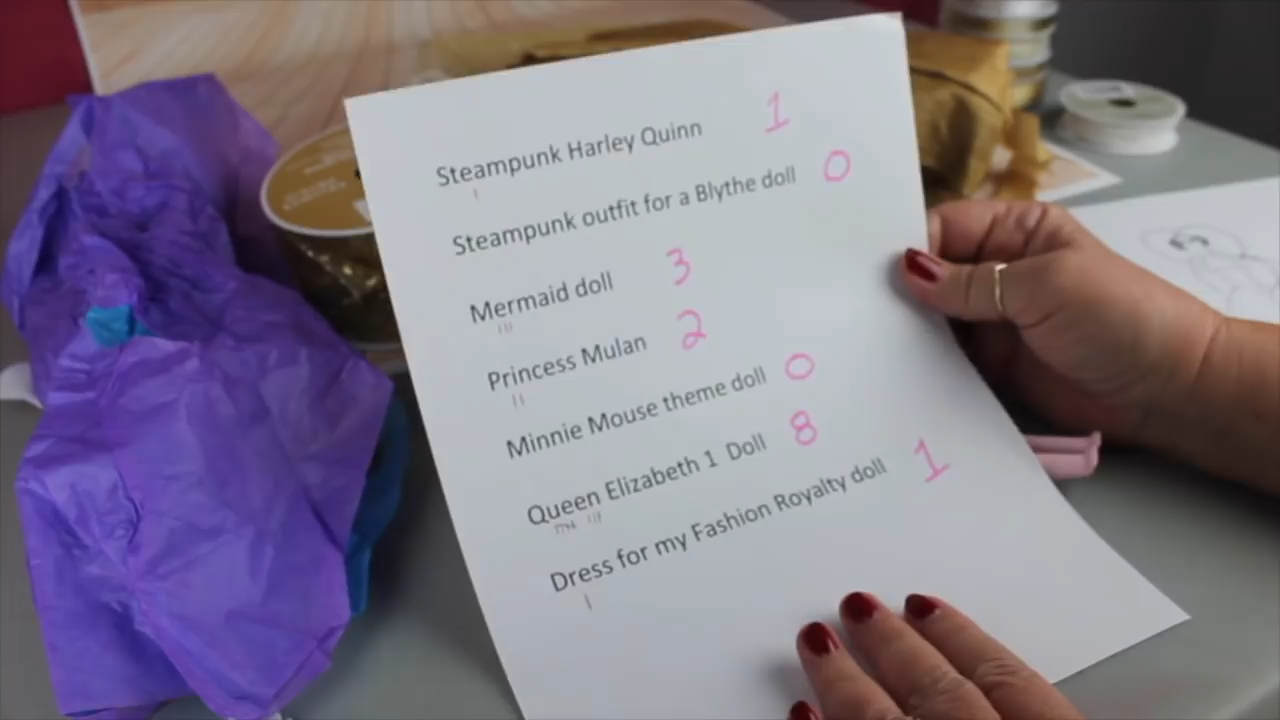 Steampunk Harley Quinn 1
Steampunk outfit for a Blythe doll 0
Mermaid doll 3
Princess Mulan 2
Minnie Mouse theme doll 0
Queen Elizabeth 1 Doll 8
Dress for my Fashion Royalty doll 1